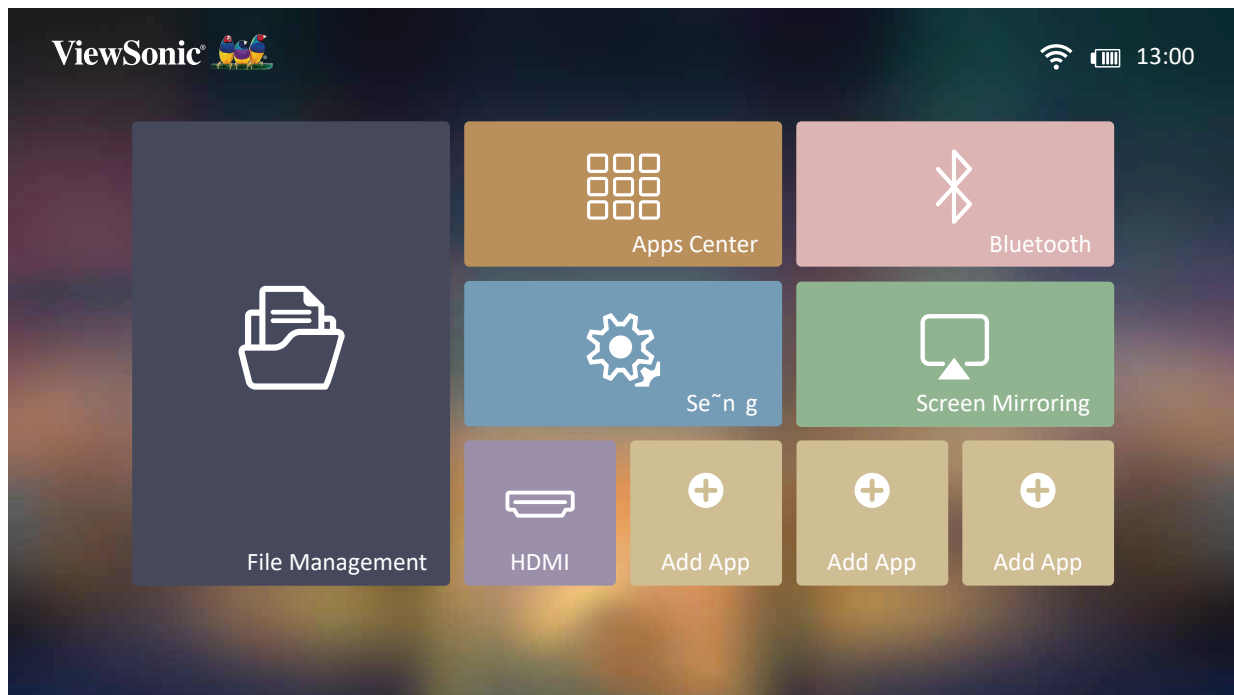 ViewSonic®
13:00
Apps Center
Bluetooth
Se˜n g
Screen Mirroring
File Management
HDMI
Add App
Add App
Add App